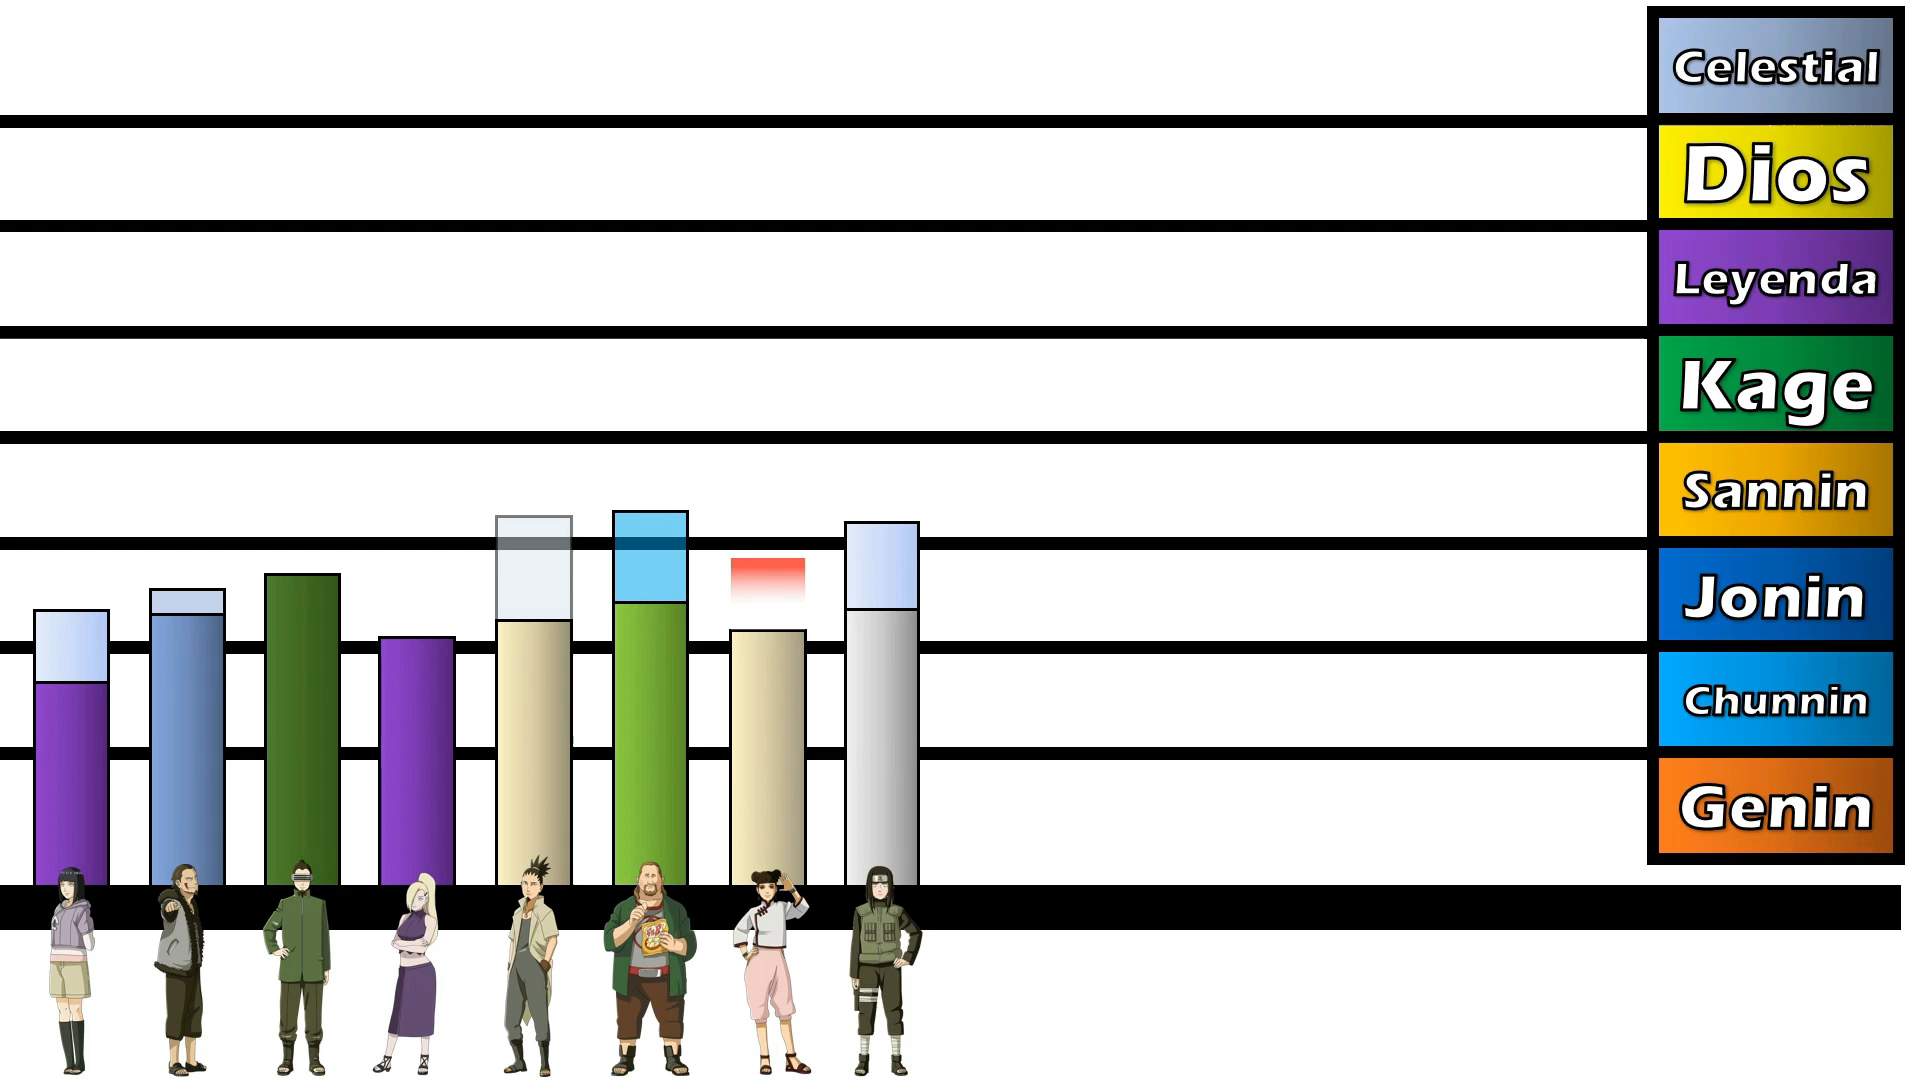 Celestial
Dios
Leyenda
Kage
Sannin
Jonin
Chunnin
Genin